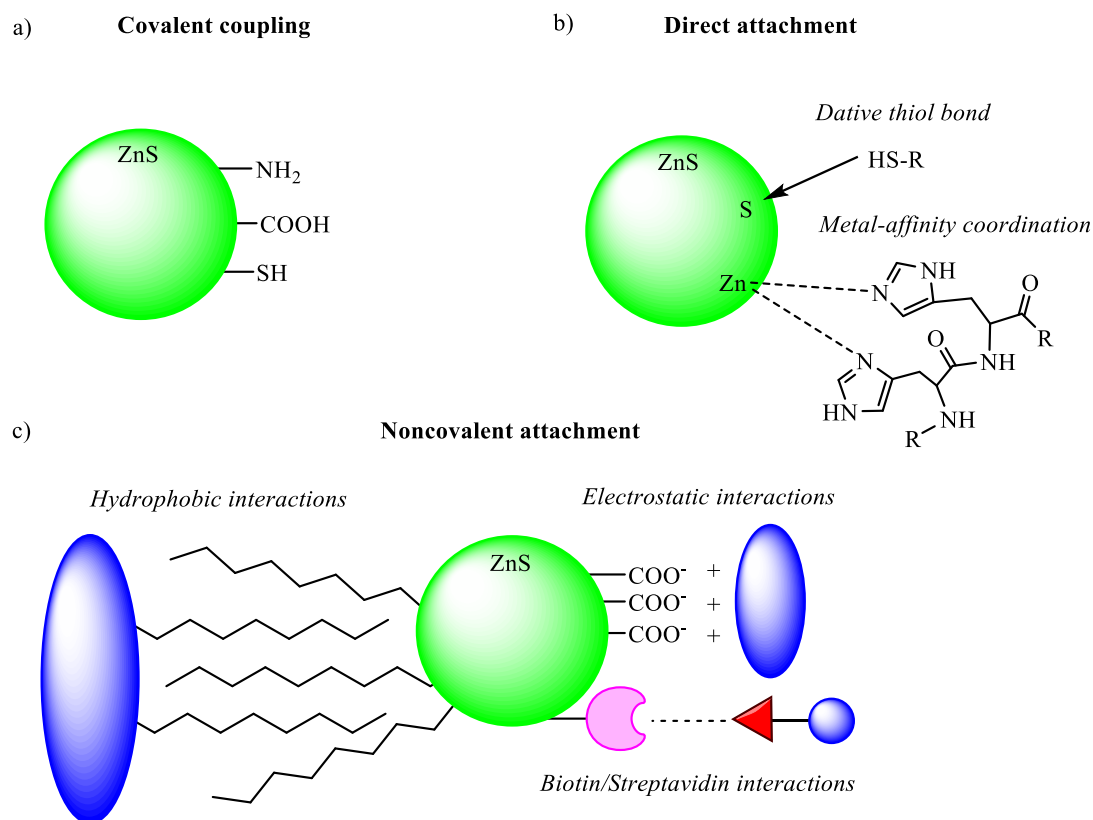 a) Covalent coupling
ZnS
NH2
COOH
SH
b) Direct attachment
Dative thiol bond
ZnS
HS-R
S
Metal-affinity coordination
Zn
N
NH
O
R
O
NH
N
HN
NH
R
c) Noncovalent attachment
Hydrophobic interactions
Electrostatic interactions
ZnS
COO- +
COO- +
COO- +
Biotin/Streptavidin interactions